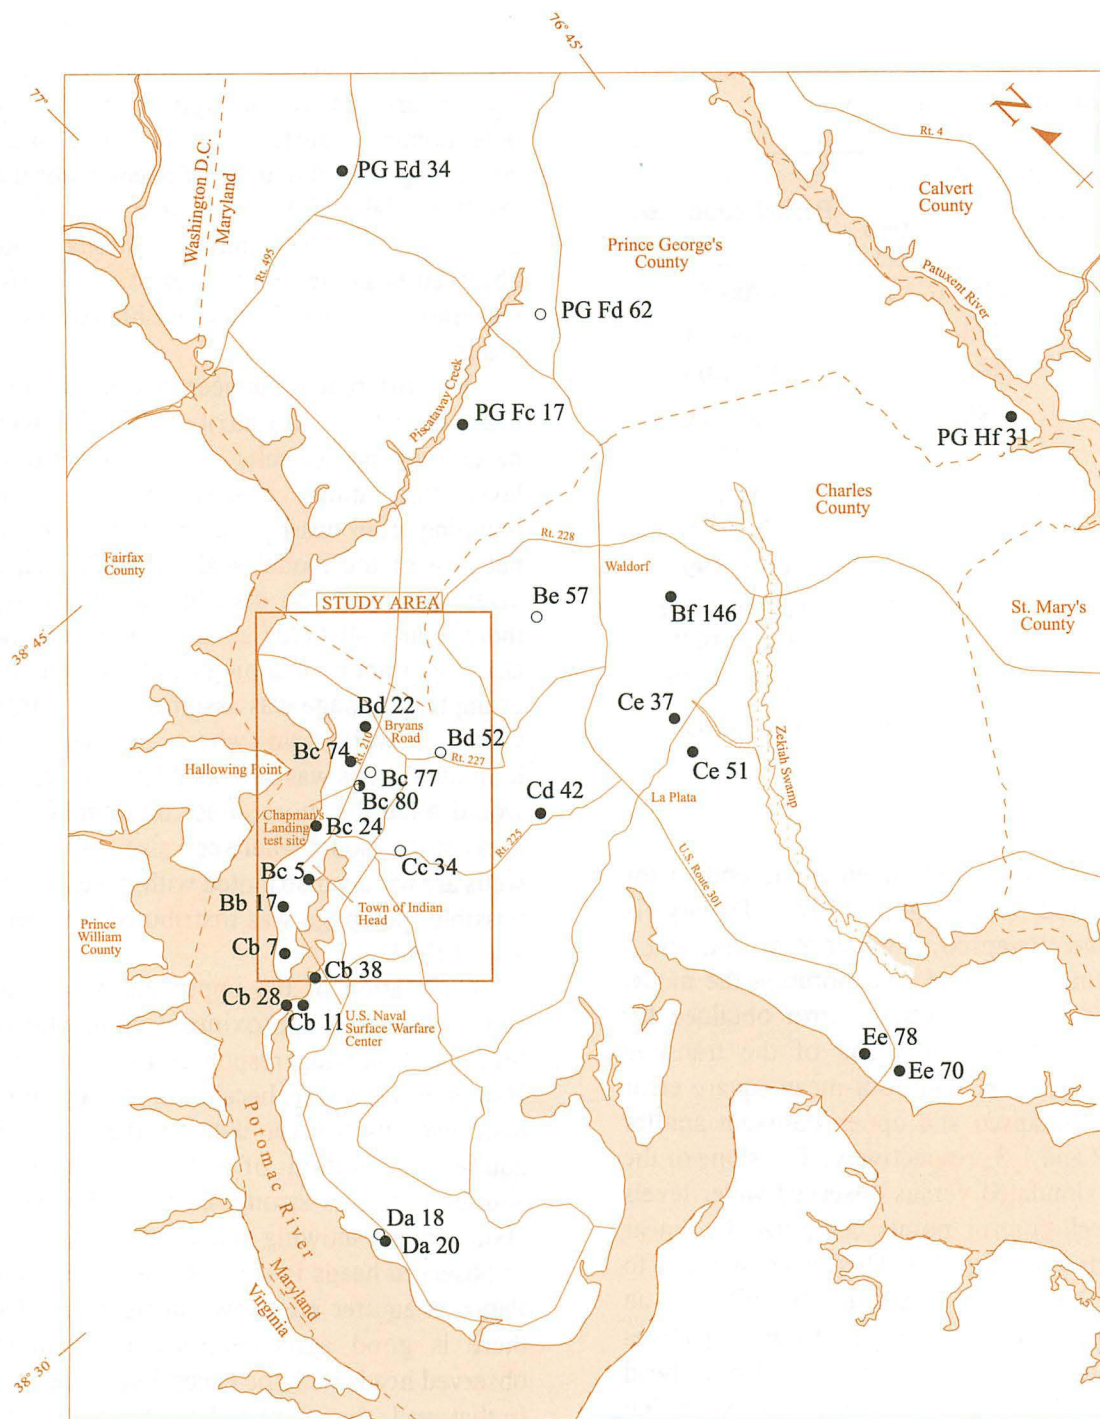 76° 45'
77°
N
Rt. 4
Washington D.C.
Maryland
PG Ed 34
Calvert
County
Prince George's
County
Rt. 495
Patuxent River
PG Fd 62
Piscataway Creek
PG Fc 17
PG Hf 31
Charles
County
Rt. 228
Fairfax
County
Waldorf
STUDY AREA
Be 57
Bf 146
St. Mary's
County
38° 45'
Bd 22
Ce 37
Bryans
Road
Rt. 210
Bd 52
Bc 74
Rt. 227
Hallowing Point
Bc 77
Ce 51
Zekiah Swamp
Bc 80
Cd 42
La Plata
Chapman's
Landing
test site
Bc 24
Rt. 225
Cc 34
U.S. Route 301
Bc 5
Bb 17
Town of Indian
Head
Prince
William
County
Cb 7
Cb 38
Cb 28
Cb 11
U.S. Naval
Surface Warfare
Center
Ee 78
Ee 70
Potomac River
Da 18
Da 20
Maryland
Virginia
38° 30'